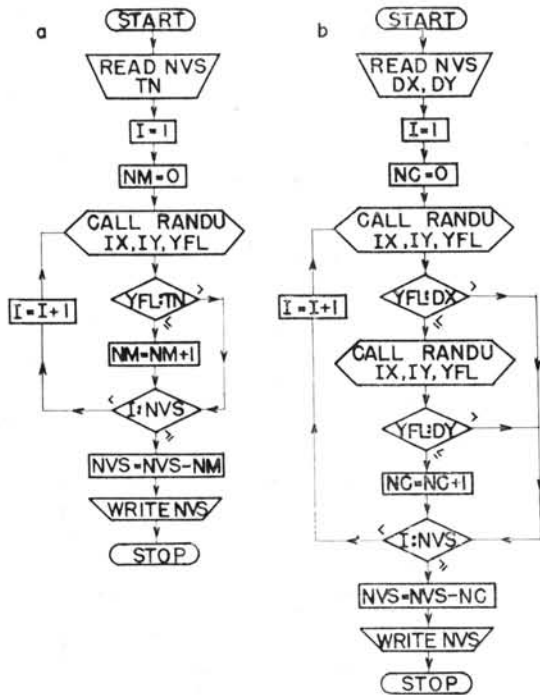 a
START
READ NVS
TN
I=1
NM=0
CALL RANDU
IX,IY,YFL
YFL:TN
>
≤
I=I+1
NM=NM+1
I:NVS
<
≥
NVS=NVS-NM
WRITE NVS
STOP
b
START
READ NVS
DX, DY
I=1
NC=0
CALL RANDU
IX,IY, YFL
YFL:DX
>
≤
I=I+1
CALL RANDU
IX,IY, YFL
YFL:DY
>
≤
NC=NC+1
I:NVS
<
≥
NVS=NVS-NC
WRITE NVS
STOP